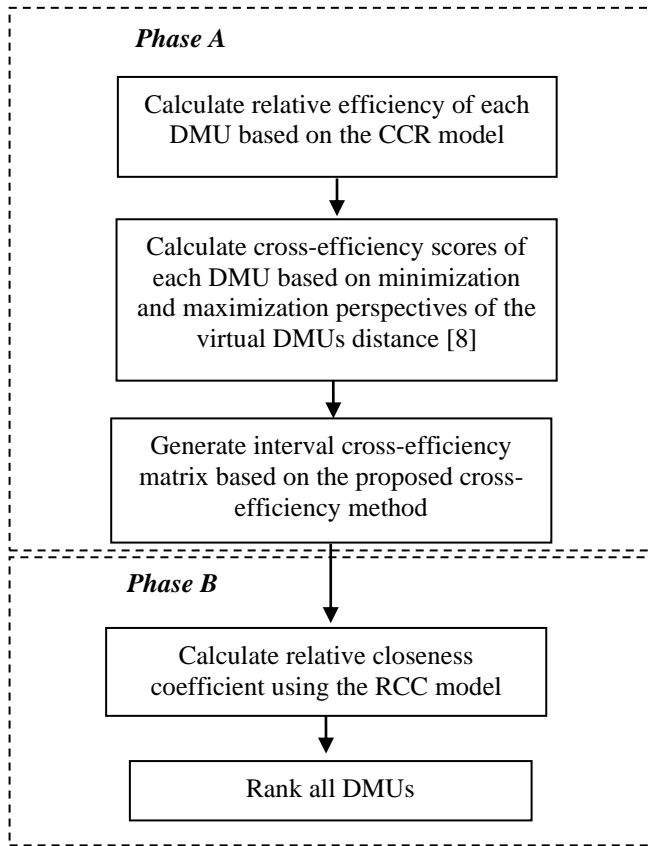 Phase A
Calculate relative efficiency of each
DMU based on the CCR model
Calculate cross-efficiency scores of
each DMU based on minimization
and maximization perspectives of the
virtual DMUs distance [8]
Generate interval cross-efficiency
matrix based on the proposed cross-
efficiency method
Phase B
Calculate relative closeness
coefficient using the RCC model
Rank all DMUs